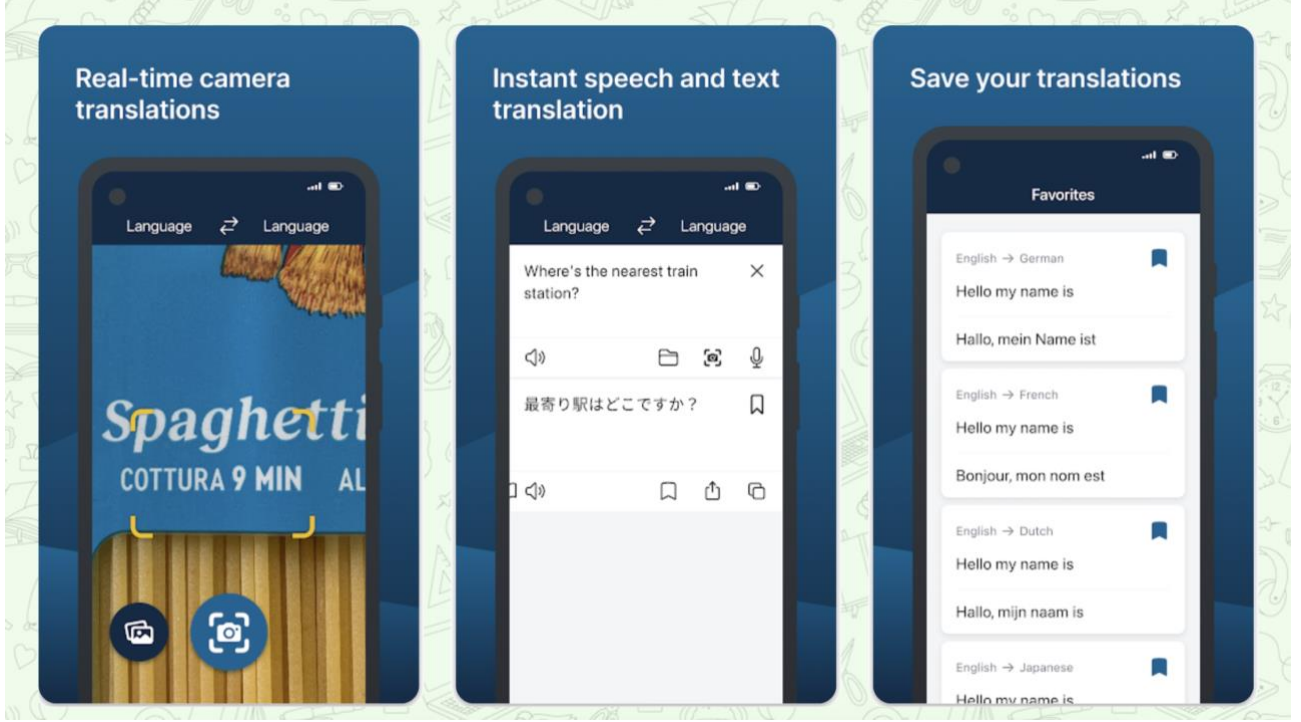 Real-time camera
translations
Language Language
Spaghetti
COTTURA 9 MIN AL
Instant speech and text
translation
Language Language
Where's the nearest train
station?
最寄り駅はどこですか？
Save your translations
Favorites
English → German
Hello my name is
Hallo, mein Name ist
English → French
Hello my name is
Bonjour, mon nom est
English → Dutch
Hello my name is
Hallo, mijn naam is
English → Japanese
Hello my name is